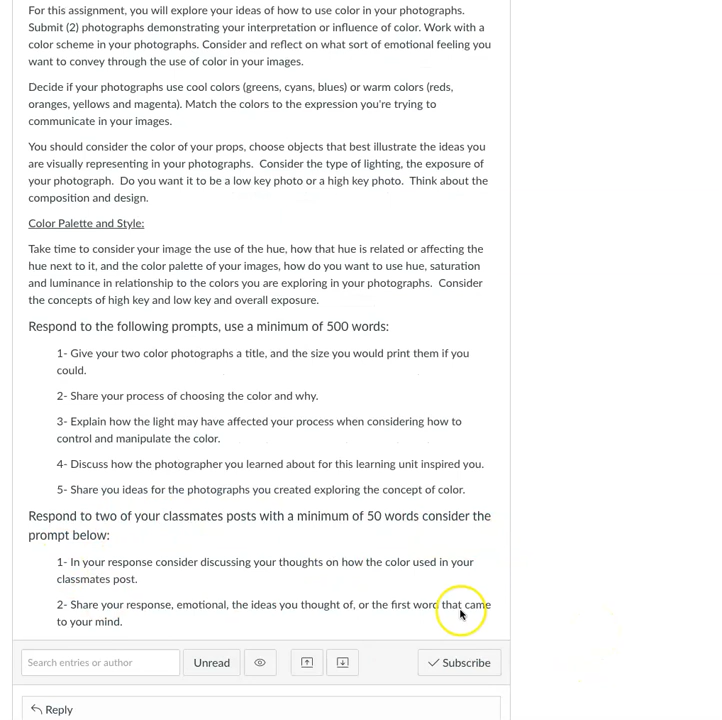 For this assignment, you will explore your ideas of how to use color in your photographs.
Submit (2) photographs demonstrating your interpretation or influence of color. Work with a
color scheme in your photographs. Consider and reflect on what sort of emotional feeling you
want to convey through the use of color in your images.
Decide if your photographs use cool colors (greens, cyans, blues) or warm colors (reds,
oranges, yellows and magenta). Match the colors to the expression you're trying to
communicate in your images.
You should consider the color of your props, choose objects that best illustrate the ideas you
are visually representing in your photographs. Consider the type of lighting, the exposure of
your photograph. Do you want it to be a low key photo or a high key photo. Think about the
composition and design.
Color Palette and Style:
Take time to consider your image the use of the hue, how that hue is related or affecting the
hue next to it, and the color palette of your images, how do you want to use hue, saturation
and luminance in relationship to the colors you are exploring in your photographs. Consider
the concepts of high key and low key and overall exposure.
Respond to the following prompts, use a minimum of 500 words:
1- Give your two color photographs a title, and the size you would print them if you
could.
2- Share your process of choosing the color and why.
3- Explain how the light may have affected your process when considering how to
control and manipulate the color.
4- Discuss how the photographer you learned about for this learning unit inspired you.
5- Share you ideas for the photographs you created exploring the concept of color.
Respond to two of your classmates posts with a minimum of 50 words consider the
prompt below:
1- In your response consider discussing your thoughts on how the color used in your
classmates post.
2- Share your response, emotional, the ideas you thought of, or the first word that came
to your mind.
Search entries or author
Unread
Subscribe
Reply